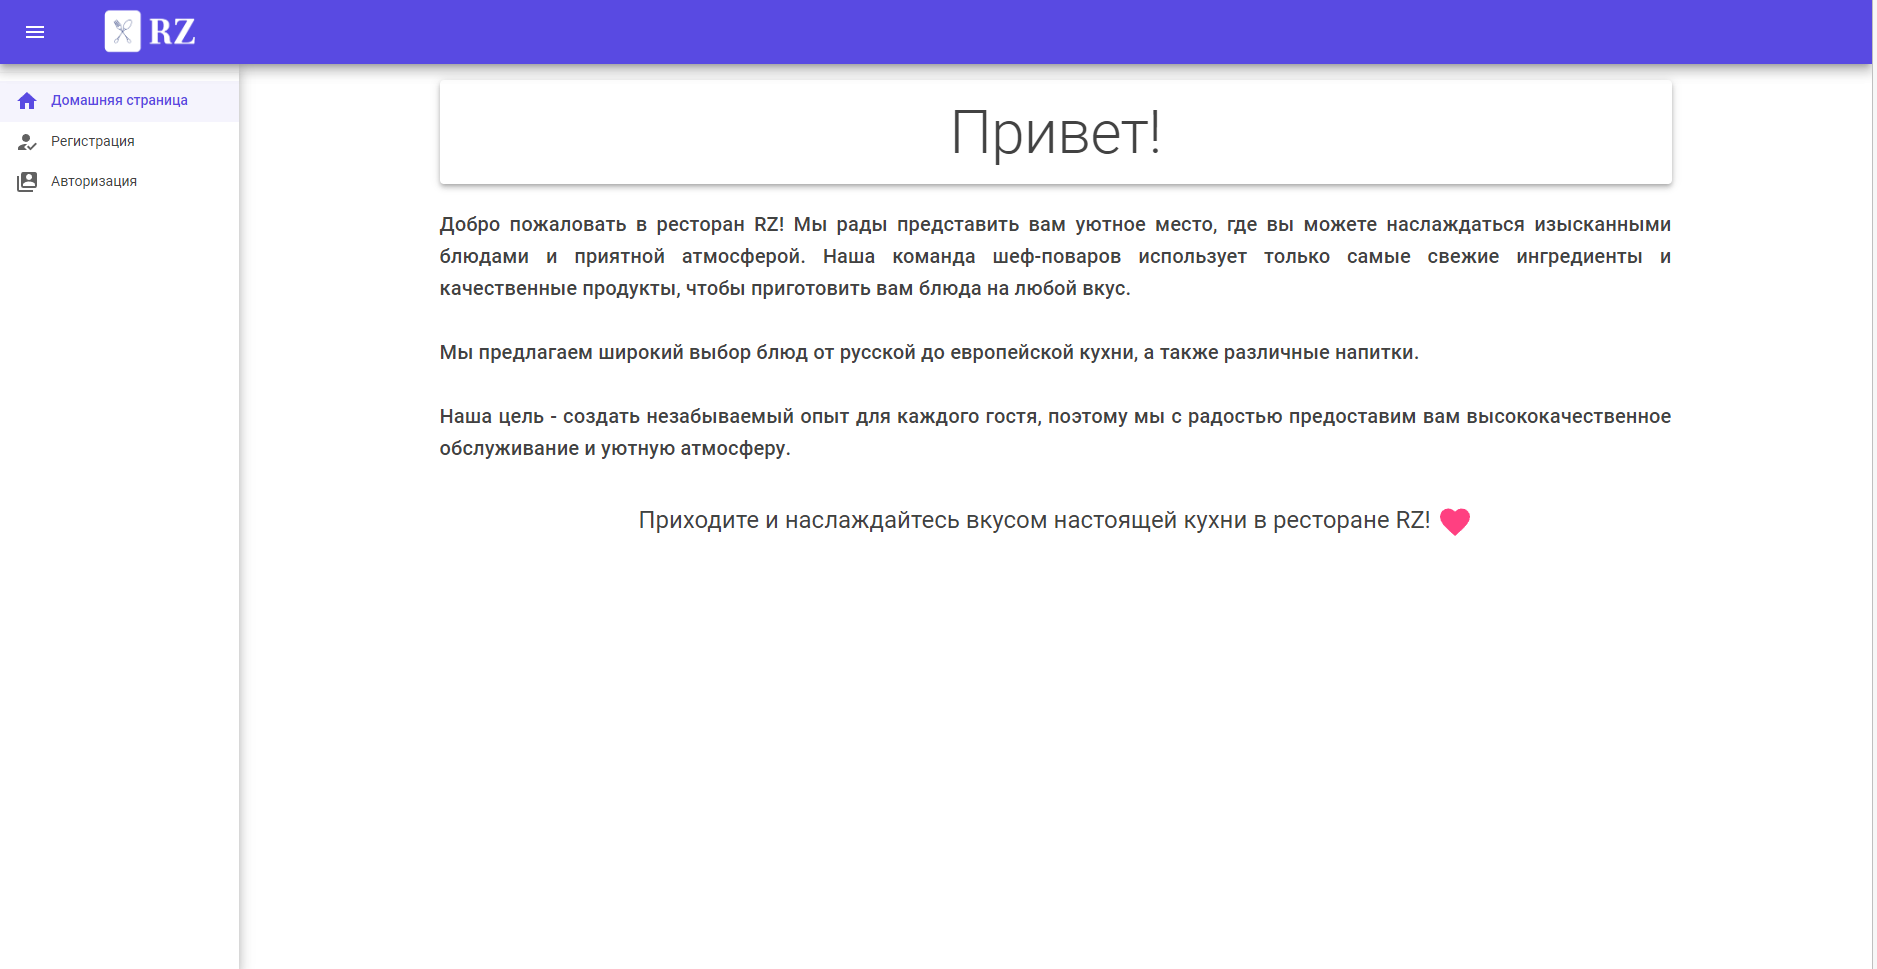 RZ
Домашняя страница
Регистрация
Авторизация
Привет!
Добро пожаловать в ресторан RZ! Мы рады представить вам уютное место, где вы можете наслаждаться изысканными
блюдами и приятной атмосферой. Наша команда шеф-поваров использует только самые свежие ингредиенты и
качественные продукты, чтобы приготовить вам блюда на любой вкус.
Мы предлагаем широкий выбор блюд от русской до европейской кухни, а также различные напитки.
Наша цель - создать незабываемый опыт для каждого гостя, поэтому мы с радостью предоставим вам высококачественное
обслуживание и уютную атмосферу.
Приходите и наслаждайтесь вкусом настоящей кухни в ресторане RZ!